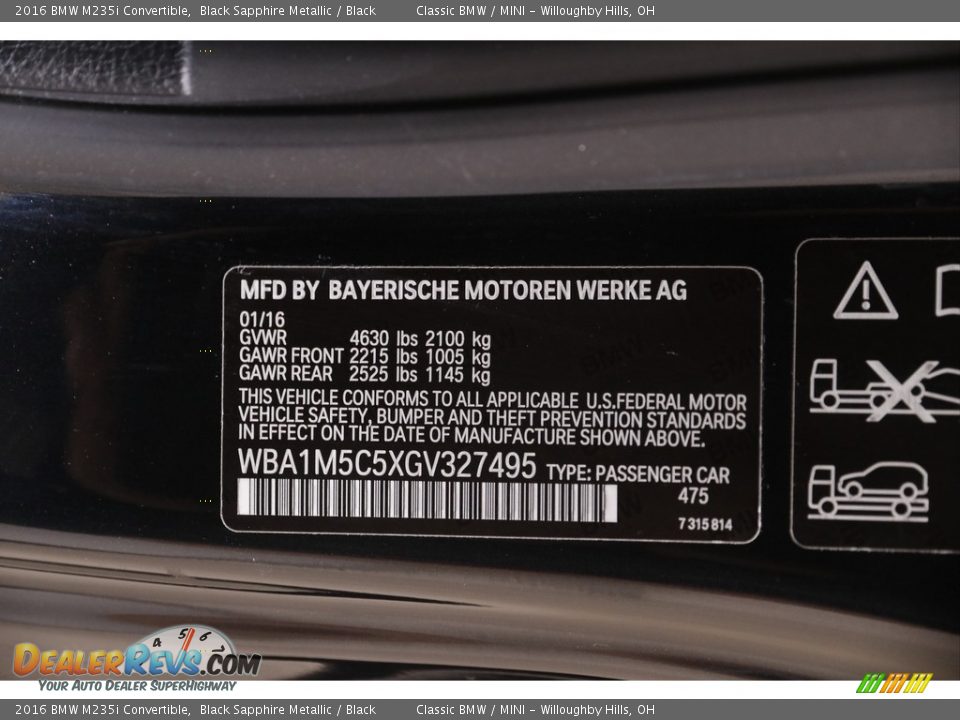 2016 BMW M235i Convertible, Black Sapphire Metallic / Black Classic BMW / MINI - Willoughby Hills, OH
MFD BY BAYERISCHE MOTOREN WERKE AG
01/16
GVWR 4630 lbs 2100 kg
GAWR FRONT 2215 lbs 1005 kg
GAWR REAR 2525 lbs 1145 kg
THIS VEHICLE CONFORMS TO ALL APPLICABLE U.S.FEDERAL MOTOR
VEHICLE SAFETY, BUMPER AND THEFT PREVENTION STANDARDS
IN EFFECT ON THE DATE OF MANUFACTURE SHOWN ABOVE.
WBA1M5C5XGV327495 TYPE: PASSENGER CAR
475
7 315 814
4 5 6
DEALERREVS.COM
YOUR AUTO DEALER SUPERHIGHWAY
2016 BMW M235i Convertible, Black Sapphire Metallic / Black Classic BMW / MINI - Willoughby Hills, OH